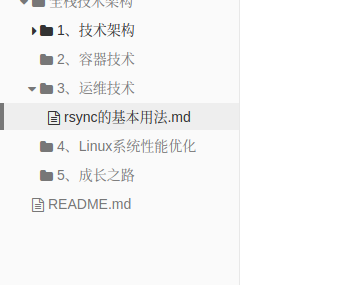 全栈技术架构
1、技术架构
2、容器技术
3、运维技术
rsync的基本用法.md
4、Linux系统性能优化
5、成长之路
README.md